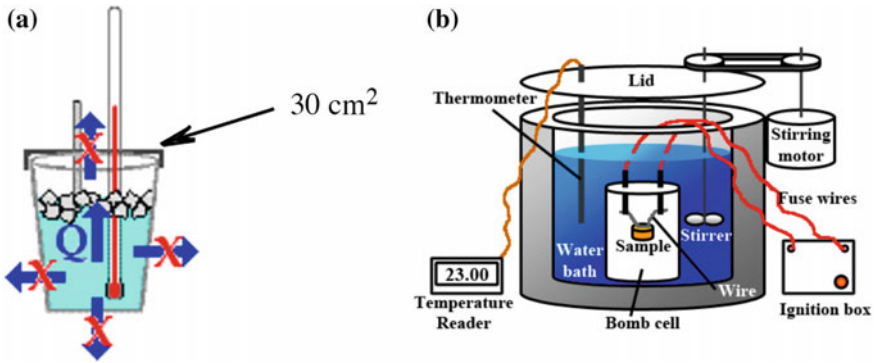 (a)
30 cm²
X
X
Q
X
X
(b)
Lid
Thermometer
Stirring
motor
Fuse wires
Water
bath
Sample
Stirrer
23.00
Wire
Temperature
Reader
Bomb cell
Ignition box